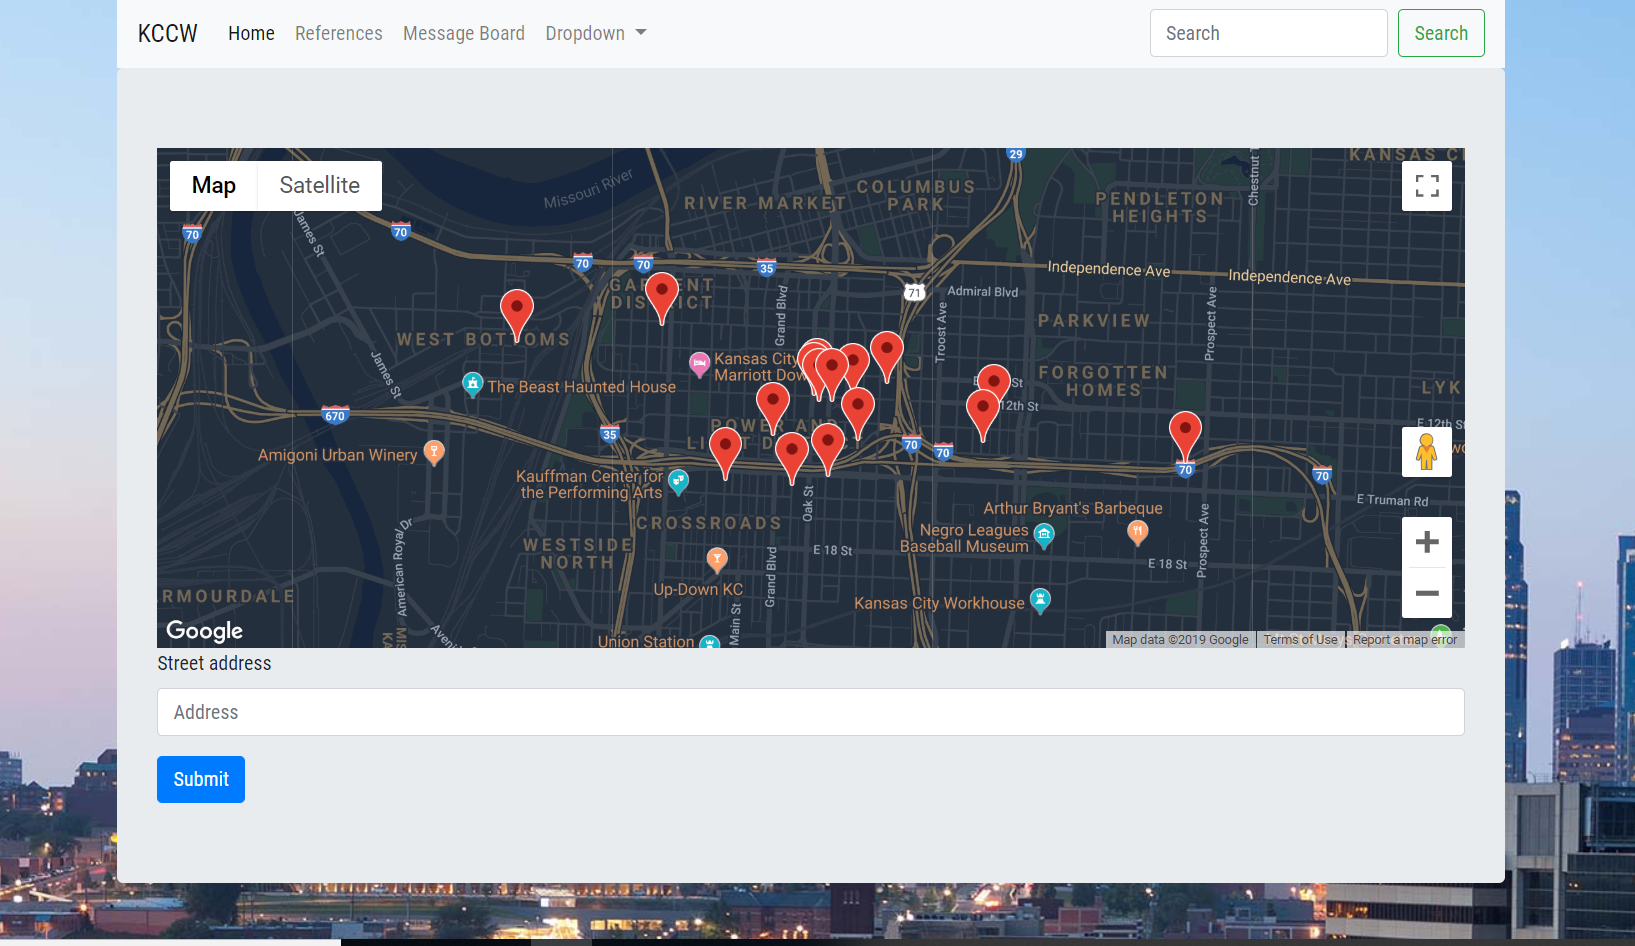 KCCW
Home
References
Message Board
Dropdown
Search
Search
Map
Satellite
29
KANSAS CI
Missouri River
COLUMBUS
PARK
RIVER MARKET
PENDLETON
HEIGHTS
Chestnut T
70
70
James St
70
70
35
Independence Ave
Independence Ave
71
Admiral Blvd
GARMENT
DISTRICT
Grand Blvd
Troost Ave
Prospect Ave
PARKVIEW
WEST BOTTOMS
James St
Kansas City
Marriott Dow
The Beast Haunted House
FORGOTTEN
HOMES
LYK
E 12th St
12th St
670
35
POWER AND
LIGHT DISTRICT
70
70
70
70
Amigoni Urban Winery
Kauffman Center for
the Performing Arts
Oak St
E Truman Rd
Arthur Bryant's Barbeque
CROSSROADS
Negro Leagues
Baseball Museum
WESTSIDE
NORTH
E 18 St
E 18 St
Prospect Ave
American Royal Dr
Grand Blvd
Up-Down KC
ARMOURDALE
Kansas City Workhouse
Main St
Union Station
Google
Map data ©2019 Google
Terms of Use
Report a map error
Street address
Address
Submit